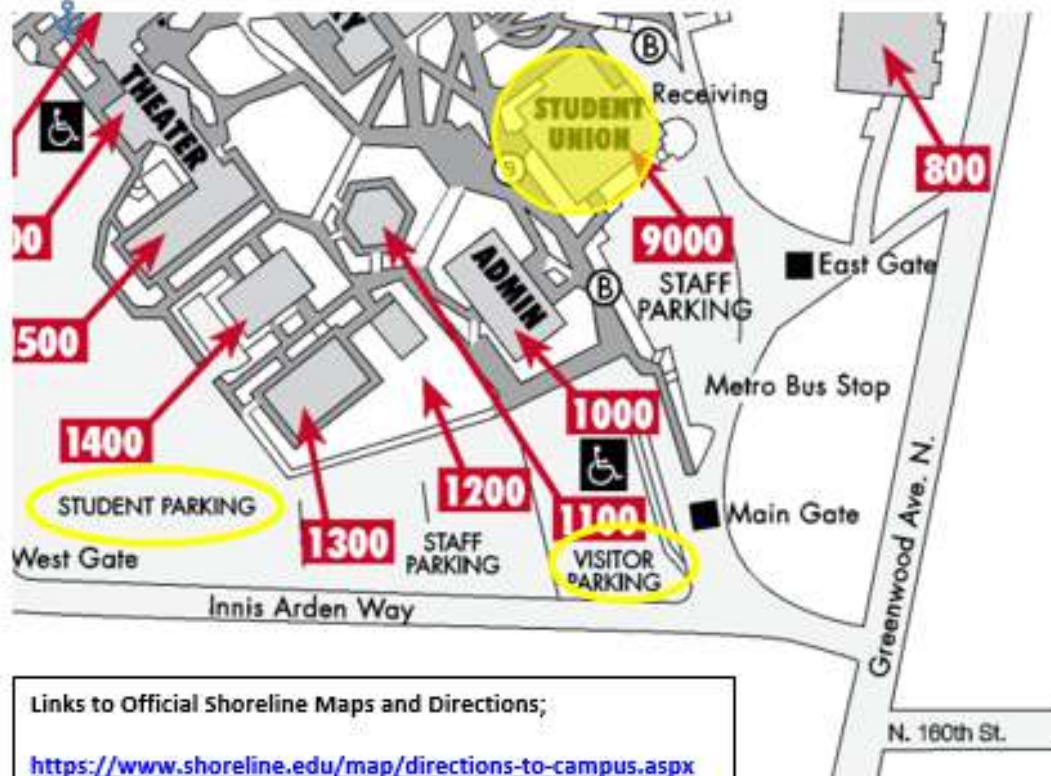 THEATER
STUDENT
UNION
B
Receiving
800
9
9000
STAFF
PARKING
East Gate
ADMIN
B
500
1400
1000
Metro Bus Stop
STUDENT PARKING
1200
1100
1300
STAFF
PARKING
VISITOR
PARKING
Main Gate
West Gate
Innis Arden Way
Greenwood Ave. N.
N. 160th St.
Links to Official Shoreline Maps and Directions;
https://www.shoreline.edu/map/directions-to-campus.aspx